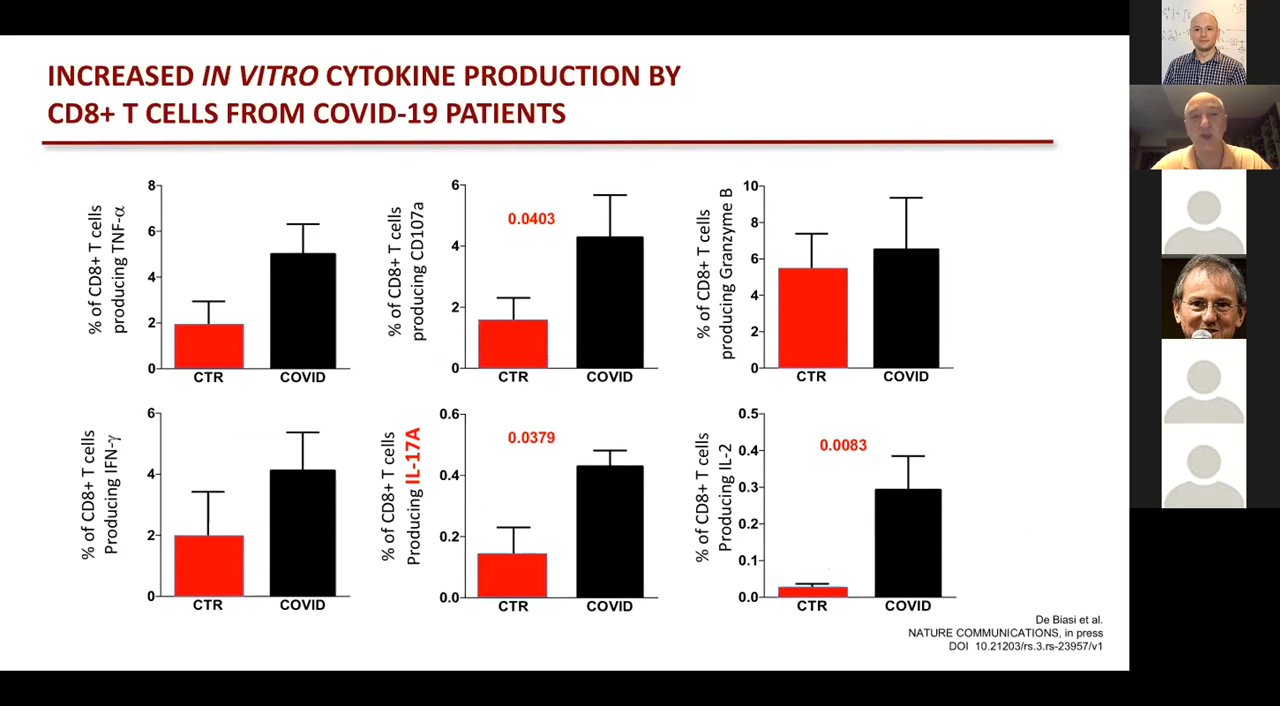 INCREASED IN VITRO CYTOKINE PRODUCTION BY
CD8+ T CELLS FROM COVID-19 PATIENTS
% of CD8+ T cells
producing TNF-α
8
6
4
2
0
CTR
COVID
% of CD8+ T cells
producing CD107a
6
4
2
0
0.0403
CTR
COVID
% of CD8+ T cells
producing Granzyme B
10
8
6
4
2
0
CTR
COVID
% of CD8+ T cells
Producing IFN-γ
6
4
2
0
CTR
COVID
% of CD8+ T cells
Producing IL-17A
0.6
0.4
0.2
0.0
0.0379
CTR
COVID
% of CD8+ T cells
Producing IL-2
0.5
0.4
0.3
0.2
0.1
0.0
0.0083
CTR
COVID
De Biasi et al.
NATURE COMMUNICATIONS, in press
DOI 10.21203/rs.3.rs-23957/v1